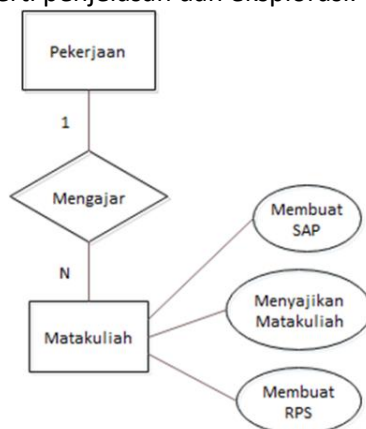 Pekerjaan
1
Mengajar
N
Matakuliah
Membuat
SAP
Menyajikan
Matakuliah
Membuat
RPS